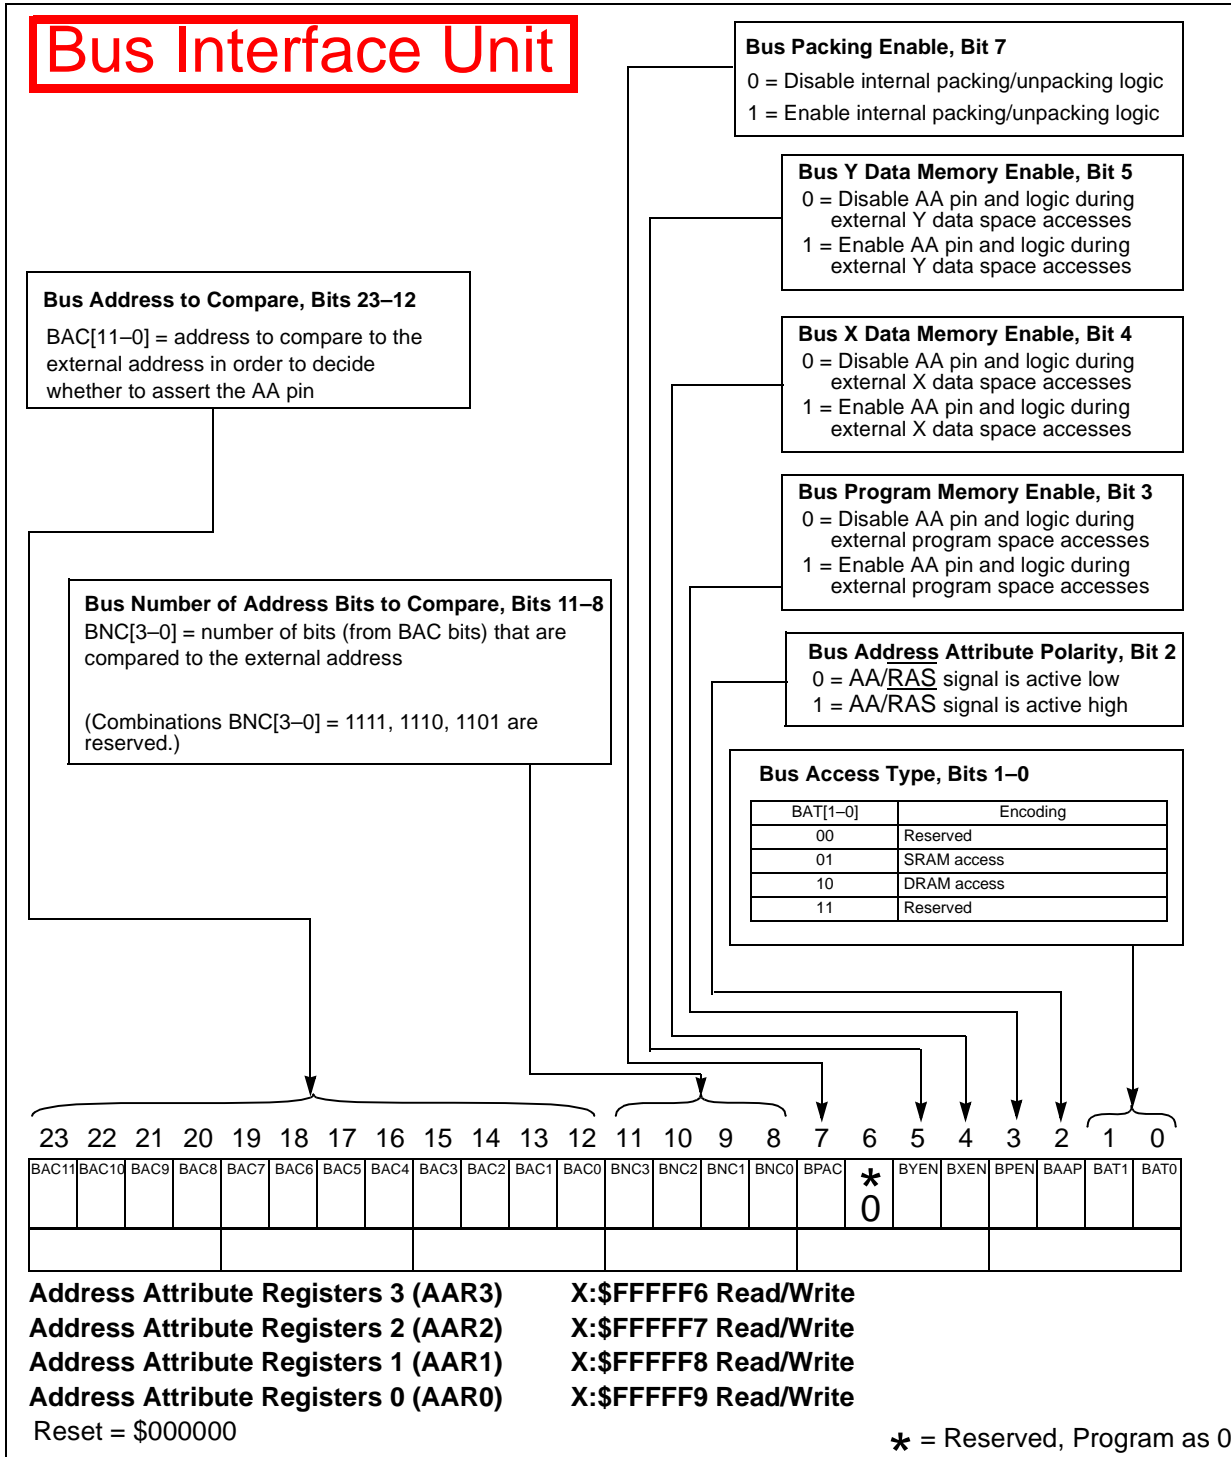 Bus Interface Unit
Bus Packing Enable, Bit 7
0 = Disable internal packing/unpacking logic
1 = Enable internal packing/unpacking logic
Bus Y Data Memory Enable, Bit 5
0 = Disable AA pin and logic during
external Y data space accesses
1 = Enable AA pin and logic during
external Y data space accesses
Bus Address to Compare, Bits 23–12
BAC[11–0] = address to compare to the
external address in order to decide
whether to assert the AA pin
Bus X Data Memory Enable, Bit 4
0 = Disable AA pin and logic during
external X data space accesses
1 = Enable AA pin and logic during
external X data space accesses
Bus Program Memory Enable, Bit 3
0 = Disable AA pin and logic during
external program space accesses
1 = Enable AA pin and logic during
external program space accesses
Bus Number of Address Bits to Compare, Bits 11–8
BNC[3–0] = number of bits (from BAC bits) that are
compared to the external address
(Combinations BNC[3–0] = 1111, 1110, 1101 are
reserved.)
Bus Address Attribute Polarity, Bit 2
0 = AA/RAS signal is active low
1 = AA/RAS signal is active high
Bus Access Type, Bits 1–0
BAT[1–0] Encoding
00 Reserved
01 SRAM access
10 DRAM access
11 Reserved
23 22 21 20 19 18 17 16 15 14 13 12 11 10 9 8 7 6 5 4 3 2 1 0
BAC11 BAC10 BAC9 BAC8 BAC7 BAC6 BAC5 BAC4 BAC3 BAC2 BAC1 BAC0 BNC3 BNC2 BNC1 BNC0 BPAC * BYEN BXEN BPEN BAAP BAT1 BAT0
0
Address Attribute Registers 3 (AAR3) X:$FFFFF6 Read/Write
Address Attribute Registers 2 (AAR2) X:$FFFFF7 Read/Write
Address Attribute Registers 1 (AAR1) X:$FFFFF8 Read/Write
Address Attribute Registers 0 (AAR0) X:$FFFFF9 Read/Write
Reset = $000000
* = Reserved, Program as 0